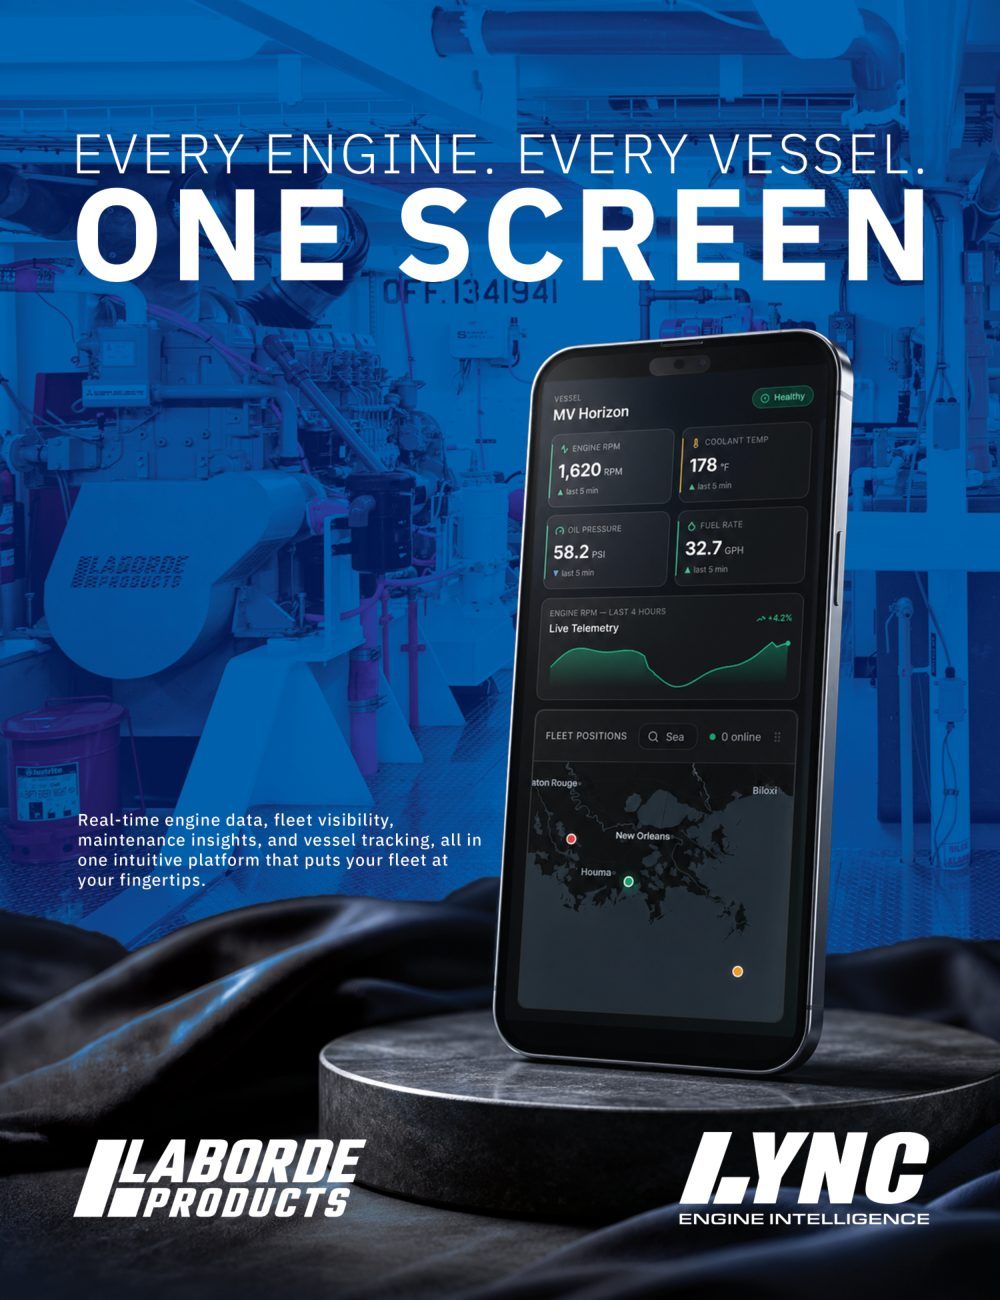 EVERY ENGINE. EVERY VESSEL.
ONE SCREEN
OFF. 1341941
LABORDE
PRODUCTS
VESSEL
MV Horizon
Healthy
ENGINE RPM
1,620 RPM
last 5 min
COOLANT TEMP
178 °F
last 5 min
OIL PRESSURE
58.2 PSI
last 5 min
FUEL RATE
32.7 GPH
last 5 min
ENGINE RPM — LAST 4 HOURS
Live Telemetry
+4.2%
FLEET POSITIONS
Sea
0 online
aton Rouge
Biloxi
New Orleans
Houma
Justrite
Real-time engine data, fleet visibility,
maintenance insights, and vessel tracking, all in
one intuitive platform that puts your fleet at
your fingertips.
LABORDE
PRODUCTS
LYNC
ENGINE INTELLIGENCE